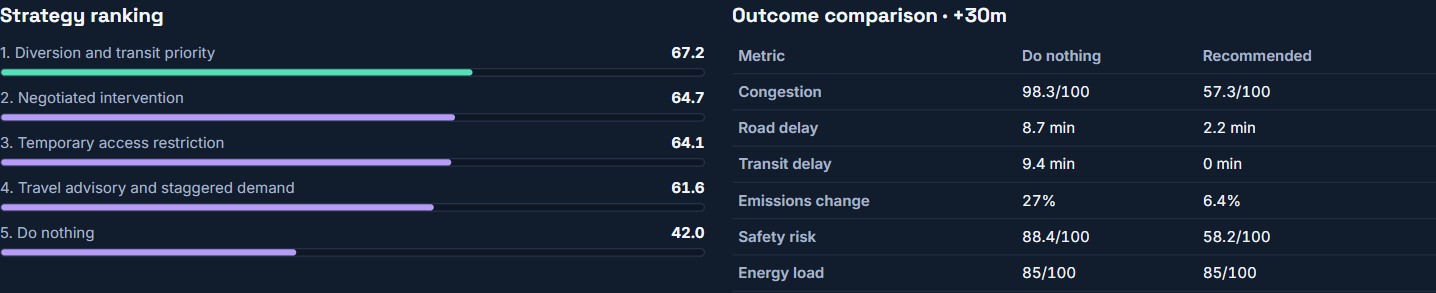 Strategy ranking
1. Diversion and transit priority 67.2
2. Negotiated intervention 64.7
3. Temporary access restriction 64.1
4. Travel advisory and staggered demand 61.6
5. Do nothing 42.0
Outcome comparison · +30m
Metric Do nothing Recommended
Congestion 98.3/100 57.3/100
Road delay 8.7 min 2.2 min
Transit delay 9.4 min 0 min
Emissions change 27% 6.4%
Safety risk 88.4/100 58.2/100
Energy load 85/100 85/100